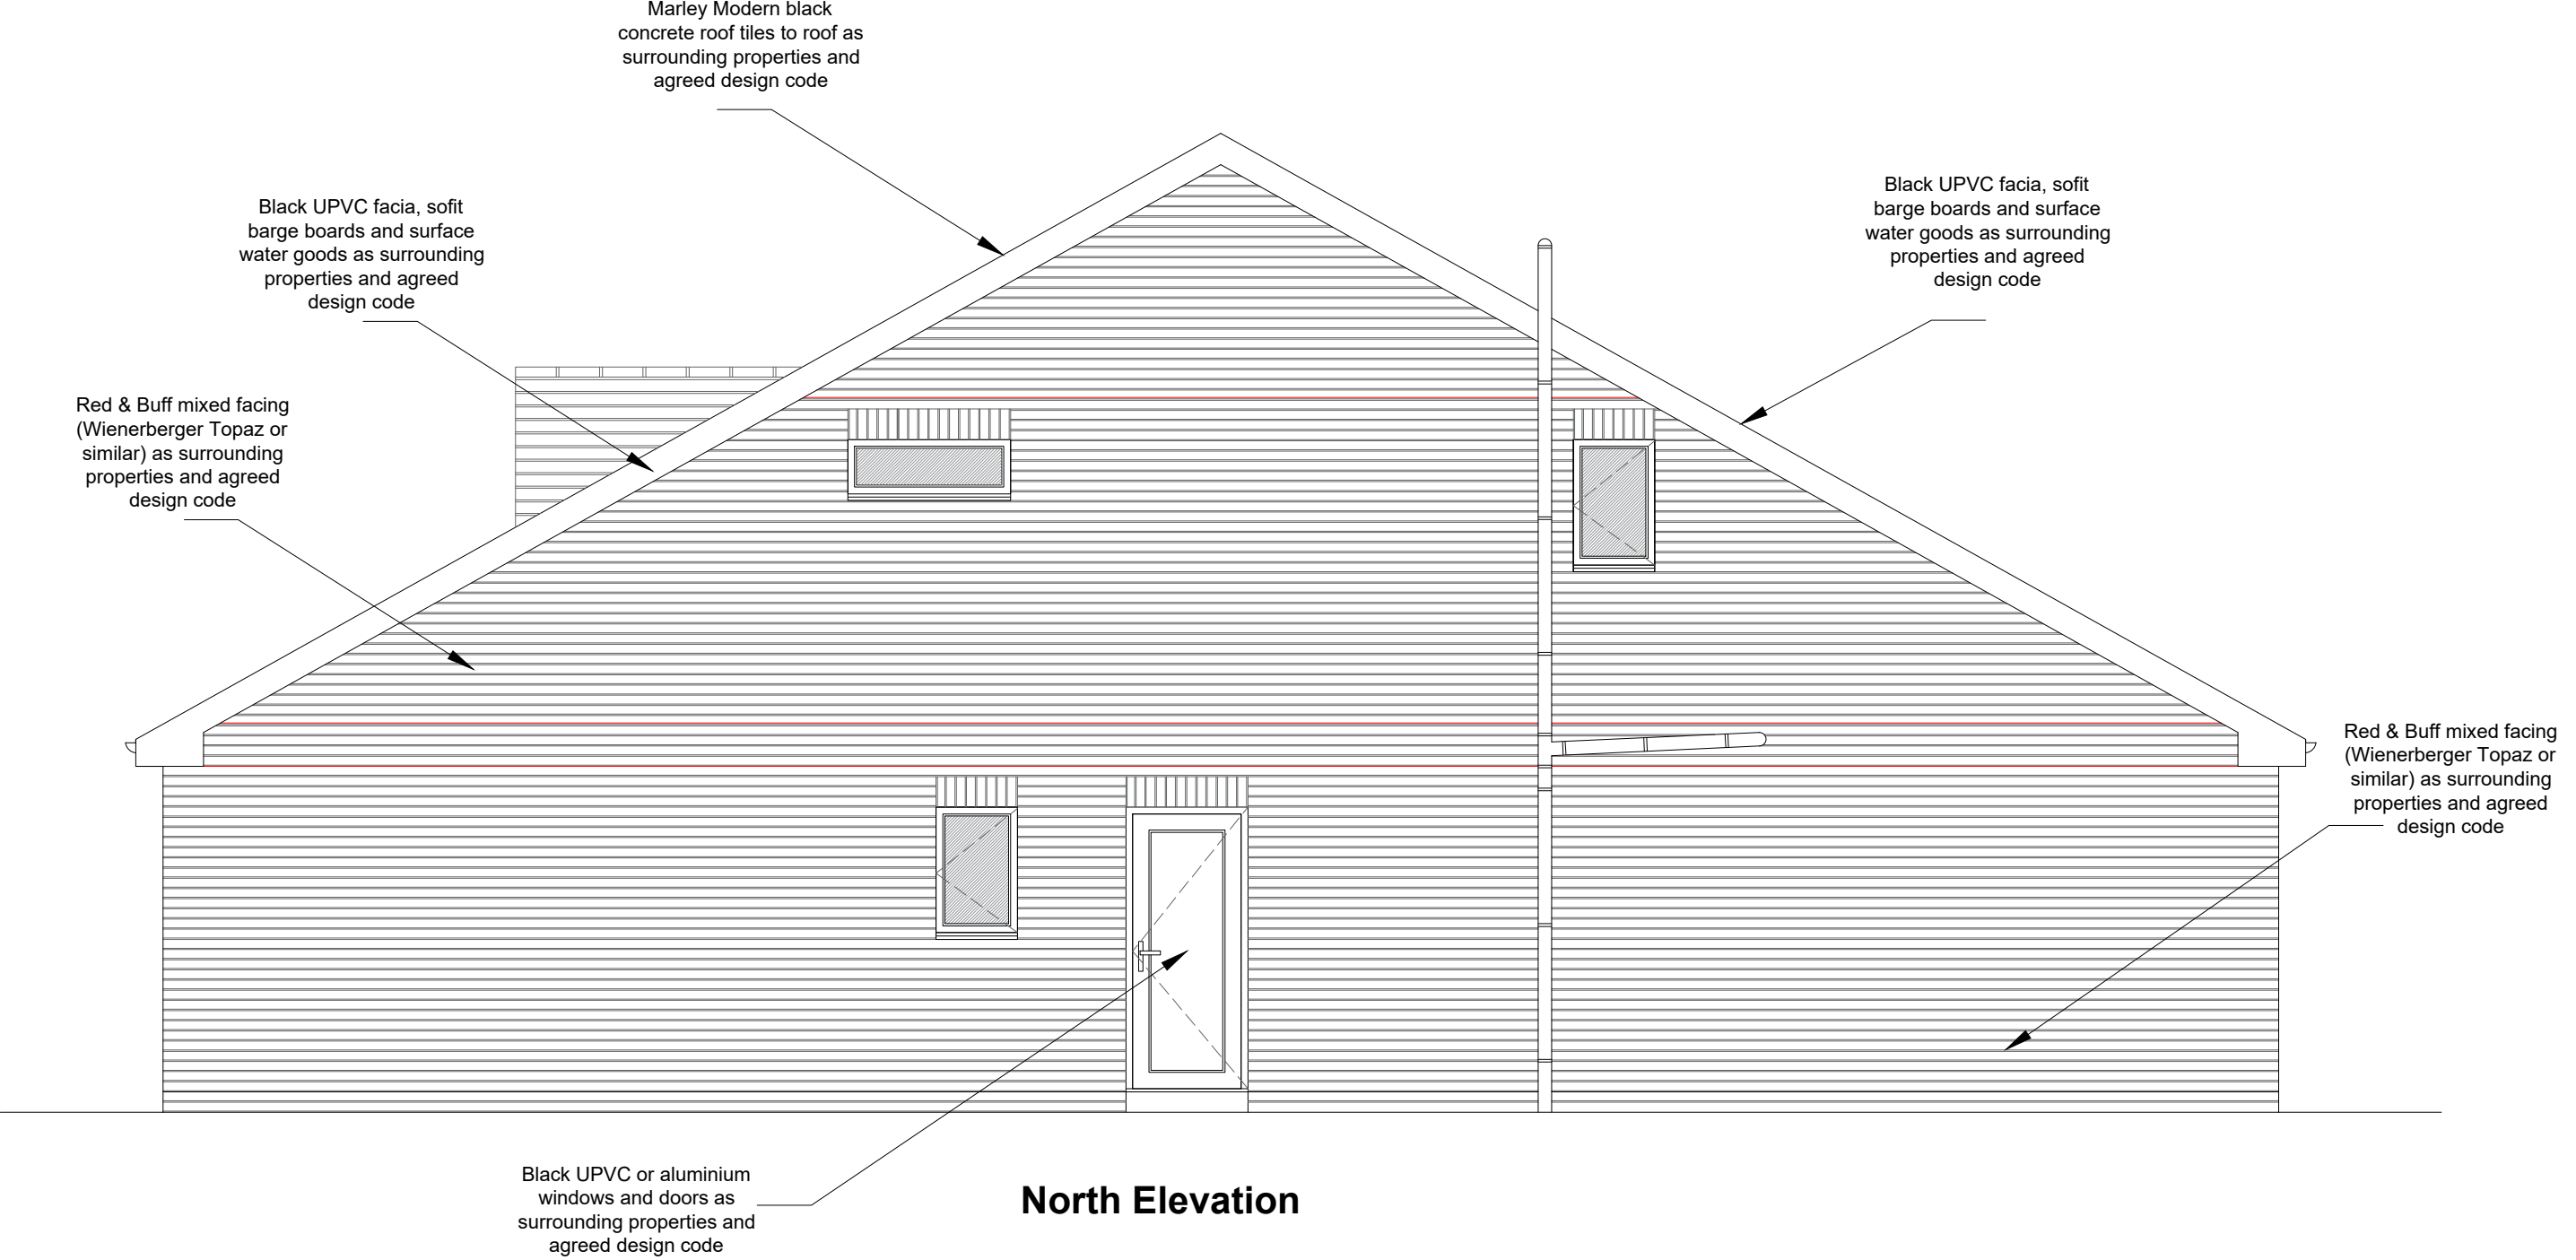 Marley Modern black
concrete roof tiles to roof as
surrounding properties and
agreed design code
Black UPVC facia, sofit
barge boards and surface
water goods as surrounding
properties and agreed
design code
Black UPVC facia, sofit
barge boards and surface
water goods as surrounding
properties and agreed
design code
Red & Buff mixed facing
(Wienerberger Topaz or
similar) as surrounding
properties and agreed
design code
Red & Buff mixed facing
(Wienerberger Topaz or
similar) as surrounding
properties and agreed
design code
Black UPVC or aluminium
windows and doors as
surrounding properties and
agreed design code
North Elevation